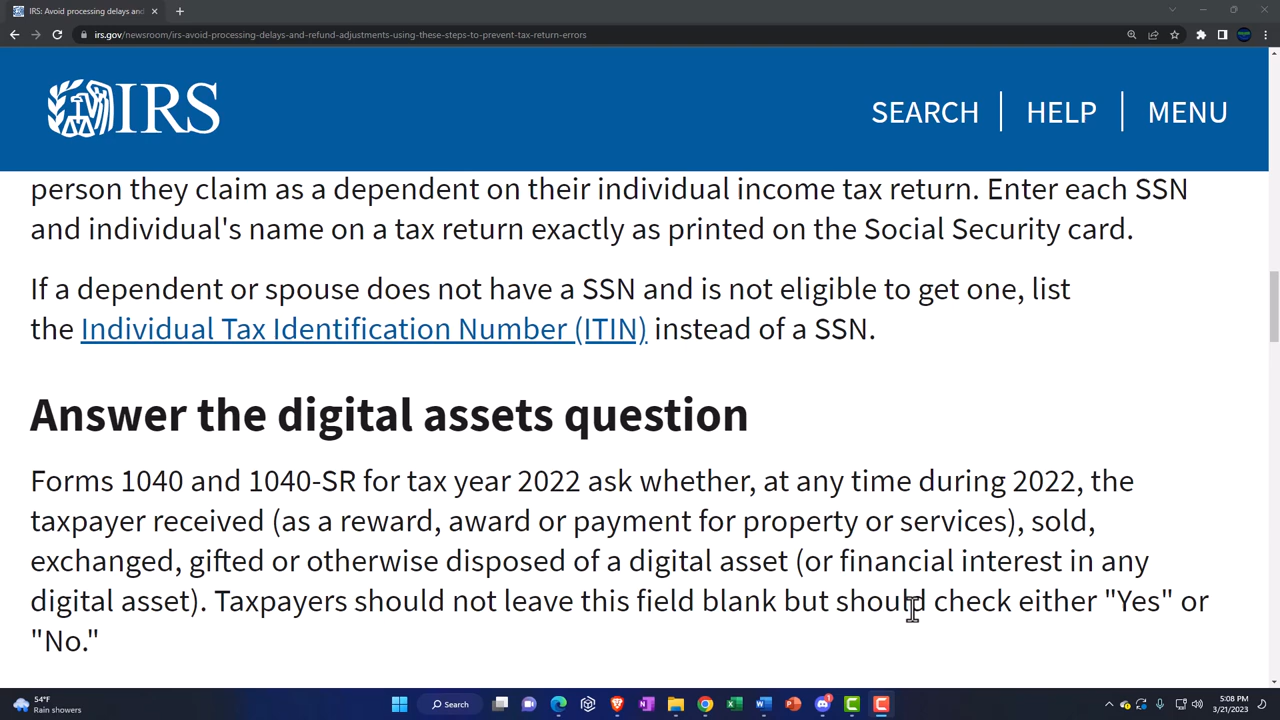 IRS: Avoid processing delays and
irs.gov/newsroom/irs-avoid-processing-delays-and-refund-adjustments-using-these-steps-to-prevent-tax-return-errors
IRS
SEARCH | HELP | MENU
person they claim as a dependent on their individual income tax return. Enter each SSN
and individual's name on a tax return exactly as printed on the Social Security card.
If a dependent or spouse does not have a SSN and is not eligible to get one, list
the Individual Tax Identification Number (ITIN) instead of a SSN.
Answer the digital assets question
Forms 1040 and 1040-SR for tax year 2022 ask whether, at any time during 2022, the
taxpayer received (as a reward, award or payment for property or services), sold,
exchanged, gifted or otherwise disposed of a digital asset (or financial interest in any
digital asset). Taxpayers should not leave this field blank but should check either "Yes" or
"No."
54°F
Rain showers
Search
5:08 PM
3/21/2023